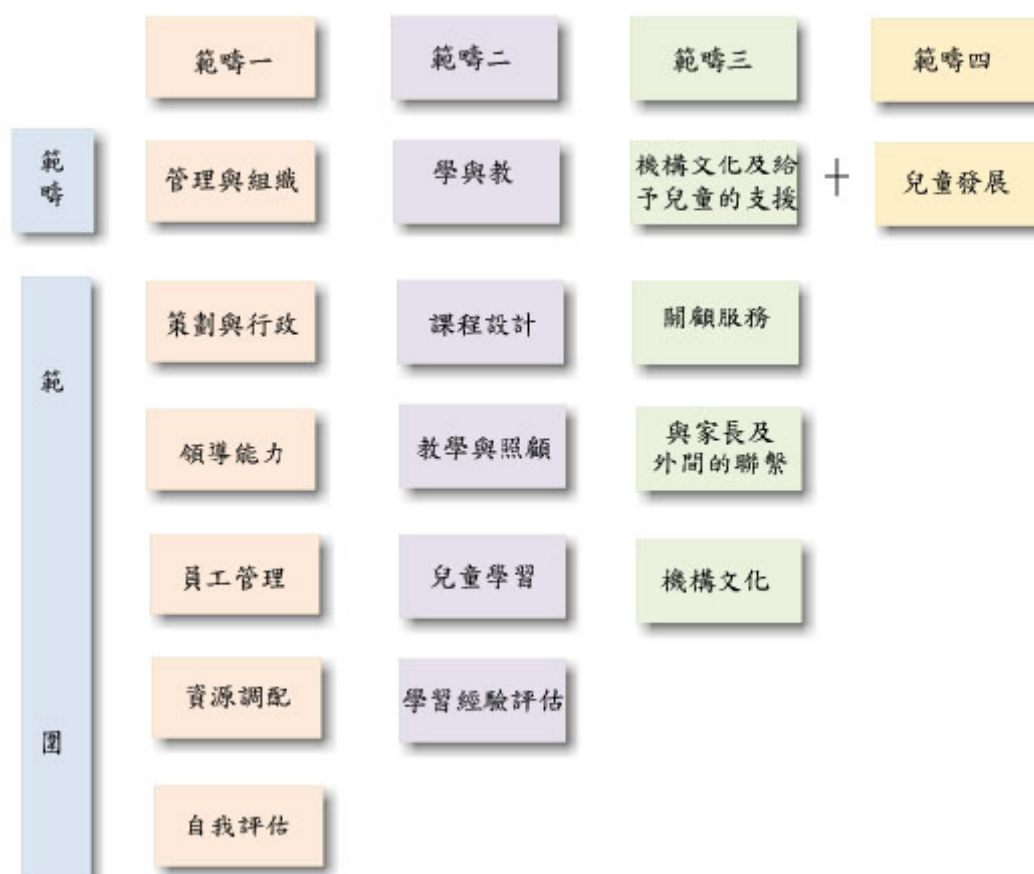 範疇一
範疇二
範疇三
範疇四
範疇
管理與組織
學與教
機構文化及給
予兒童的支援
+
兒童發展
範圍
策劃與行政
課程設計
關顧服務
領導能力
教學與照顧
與家長及
外間的聯繫
員工管理
兒童學習
機構文化
資源調配
學習經驗評估
自我評估